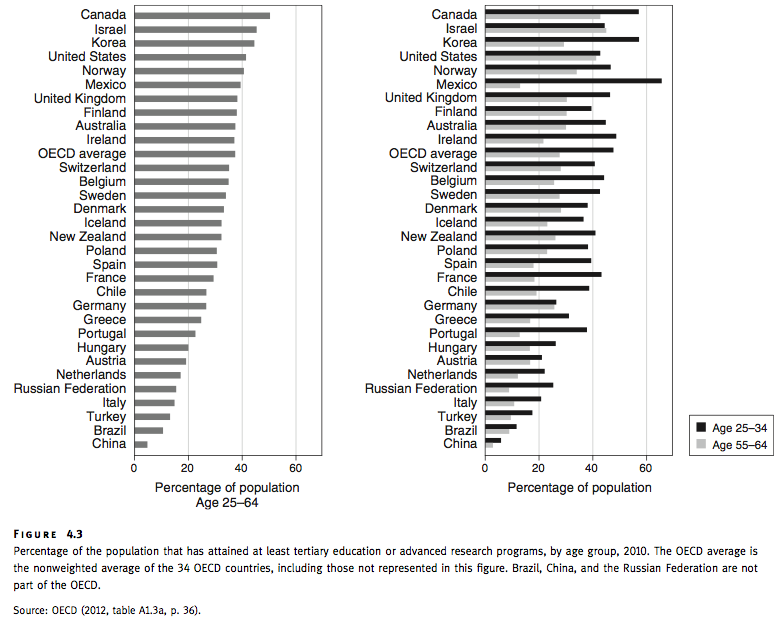 Canada
Israel
Korea
United States
Norway
Mexico
United Kingdom
Finland
Australia
Ireland
OECD average
Switzerland
Belgium
Sweden
Denmark
Iceland
New Zealand
Poland
Spain
France
Chile
Germany
Greece
Portugal
Hungary
Austria
Netherlands
Russian Federation
Italy
Turkey
Brazil
China
0 20 40 60
Percentage of population
Age 25–64
Canada
Israel
Korea
United States
Norway
Mexico
United Kingdom
Finland
Australia
Ireland
OECD average
Switzerland
Belgium
Sweden
Denmark
Iceland
New Zealand
Poland
Spain
France
Chile
Germany
Greece
Portugal
Hungary
Austria
Netherlands
Russian Federation
Italy
Turkey
Brazil
China
0 20 40 60
Percentage of population
Age 25–34
Age 55–64
FIGURE 4.3
Percentage of the population that has attained at least tertiary education or advanced research programs, by age group, 2010. The OECD average is
the nonweighted average of the 34 OECD countries, including those not represented in this figure. Brazil, China, and the Russian Federation are not
part of the OECD.
Source: OECD (2012, table A1.3a, p. 36).